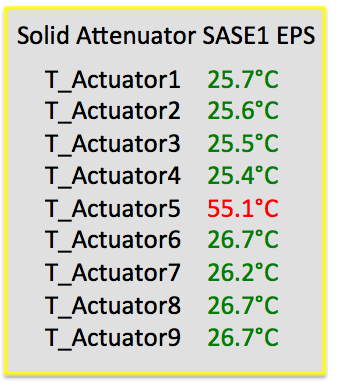 Solid Attenuator SASE1 EPS
T_Actuator1 25.7°C
T_Actuator2 25.6°C
T_Actuator3 25.5°C
T_Actuator4 25.4°C
T_Actuator5 55.1°C
T_Actuator6 26.7°C
T_Actuator7 26.2°C
T_Actuator8 26.7°C
T_Actuator9 26.7°C